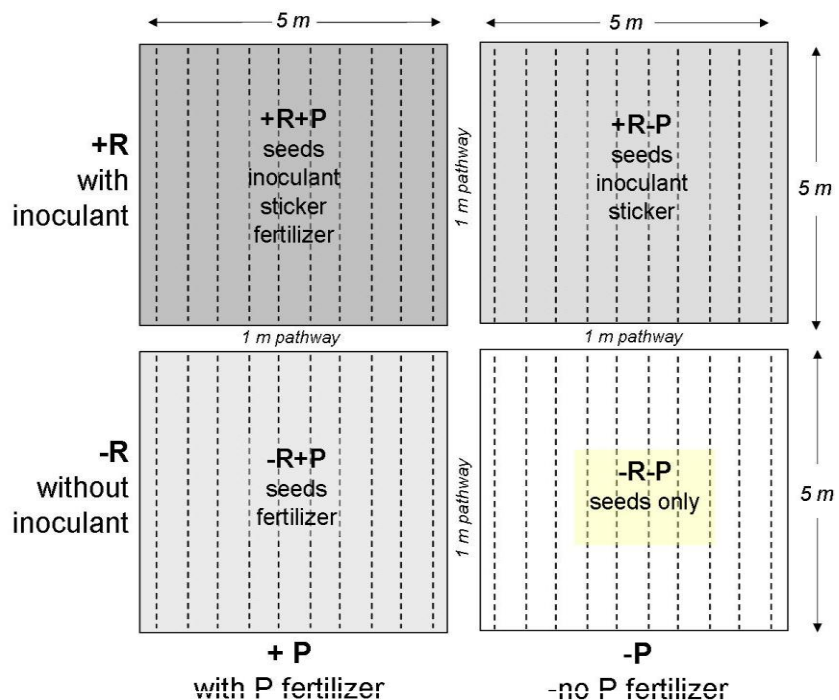 5 m
5 m
+R
with
inoculant
+R+P
seeds
inoculant
sticker
fertilizer
1 m pathway
+R-P
seeds
inoculant
sticker
5 m
1 m pathway
1 m pathway
-R
without
inoculant
-R+P
seeds
fertilizer
1 m pathway
-R-P
seeds only
5 m
+ P
with P fertilizer
-P
-no P fertilizer